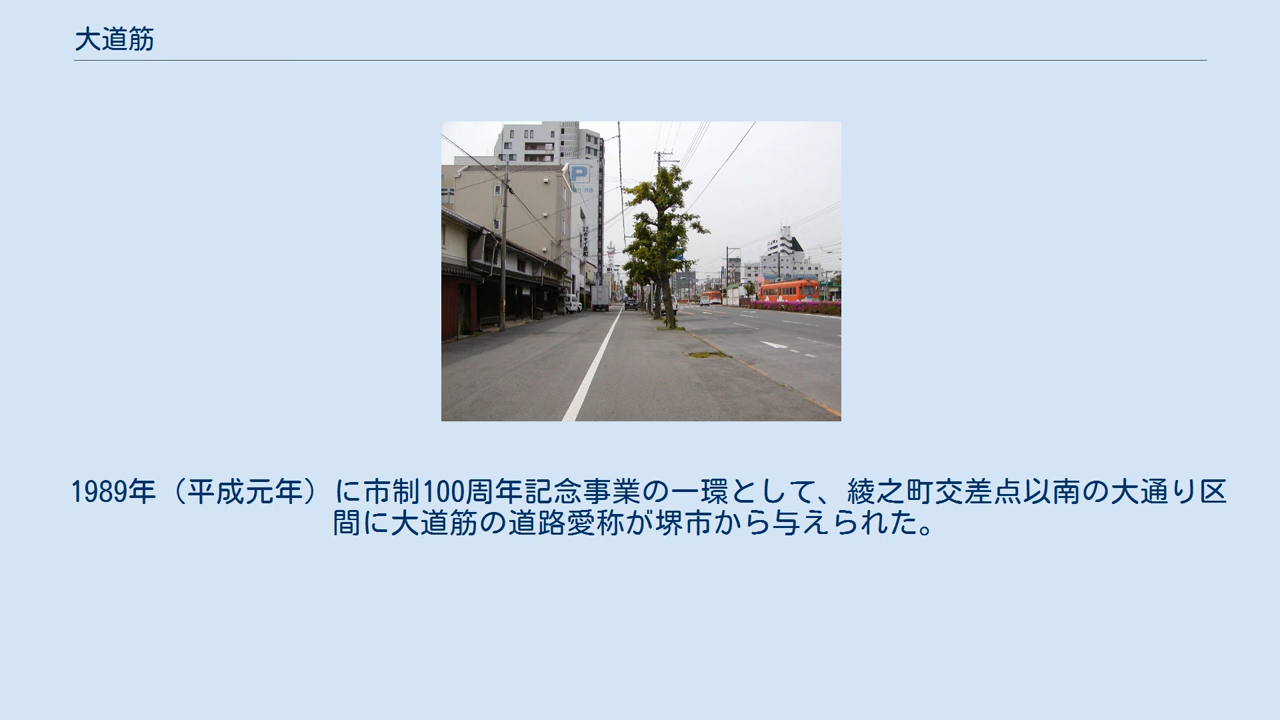 大道筋
P
1989年（平成元年）に市制100周年記念事業の一環として、綾之町交差点以南の大通り区
間に大道筋の道路愛称が堺市から与えられた。